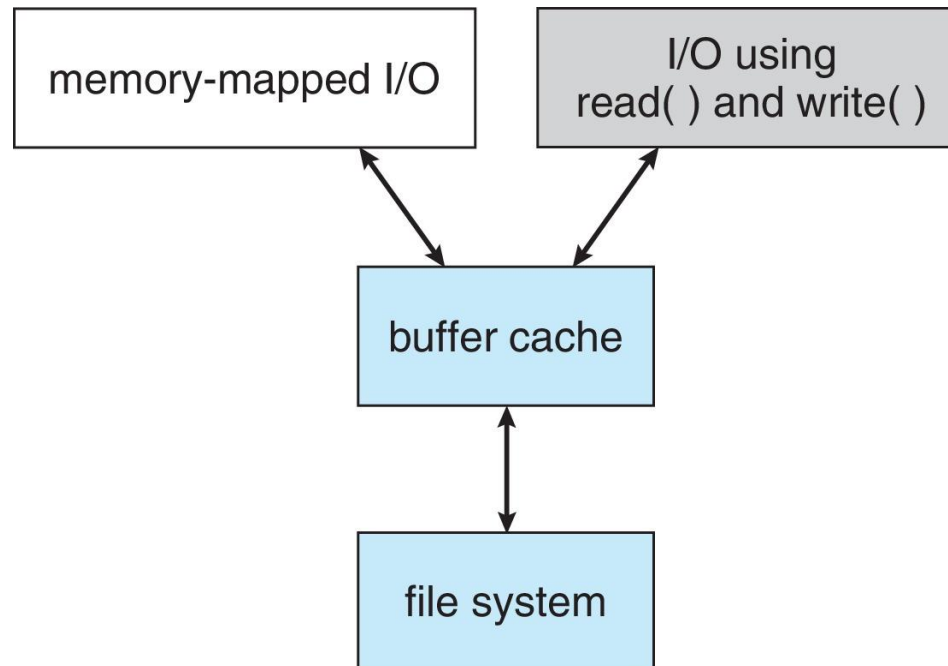 memory-mapped I/O
I/O using
read( ) and write( )
buffer cache
file system